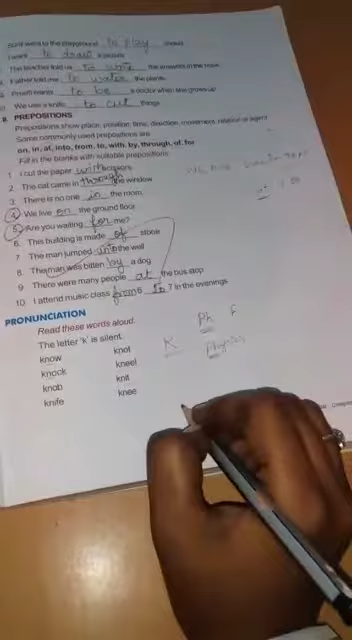 went to the playground to play
I want to draw a
The teacher told us to write the answers in the book
Father told me to water the plants
wants to be a doctor when she grows up
We use a knife to cut things
PREPOSITIONS
Prepositions show place, position, time, direction, movement, relation or agent
Some commonly used prepositions are
on, in, at, into, from, to, with, by, through, of, for
Fill in the blanks with suitable prepositions
1 I cut the paper with scissors
2 The cat came in through the window
3 There is no one in the room.
4 We live on the ground floor
5 Are you waiting for me?
6 This building is made of stone
7 The man jumped into the well
8 The man was bitten by a dog
9 There were many people at the bus stop
10 I attend music class from 6 to 7 in the evenings
PRONUNCIATION
Read these words aloud.
The letter 'k' is silent.
know knot
knock kneel
knob knit
knife knee
K Ph F
Physics